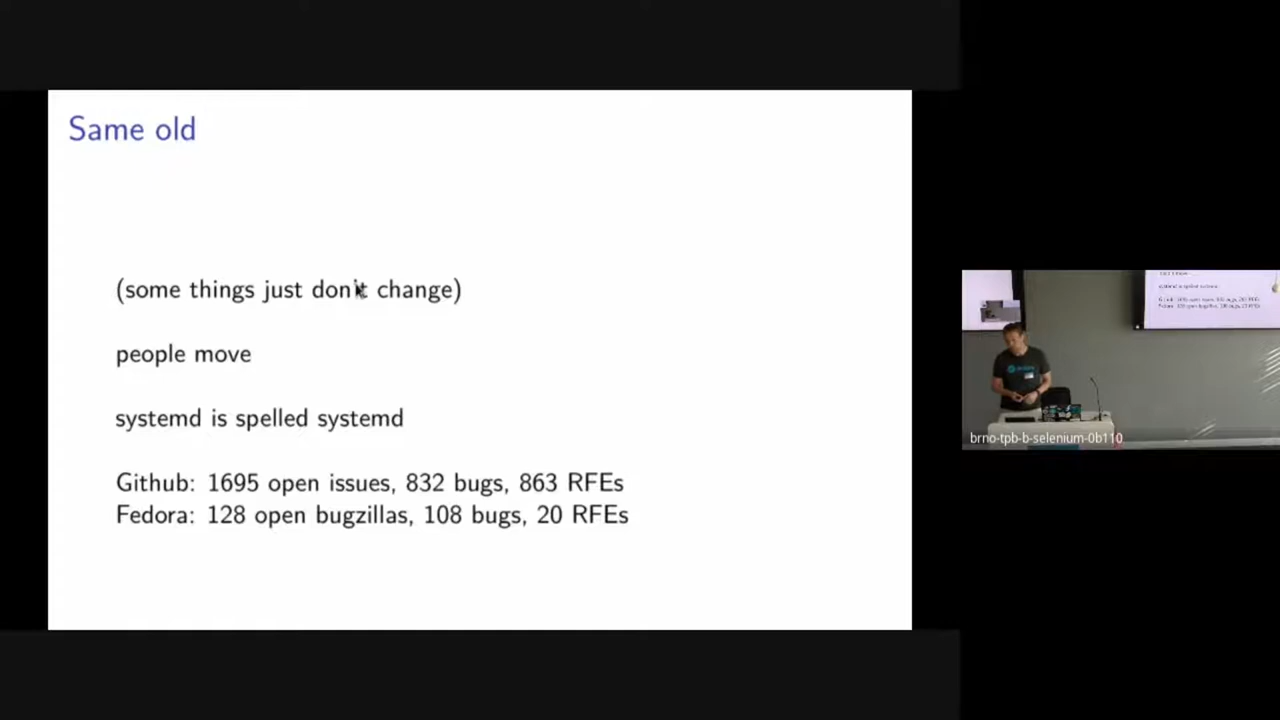 Same old
(some things just don't change)
people move
systemd is spelled systemd
Github: 1695 open issues, 832 bugs, 863 RFEs
Fedora: 128 open bugzillas, 108 bugs, 20 RFEs
brno-tpb-b-selenium-0b110